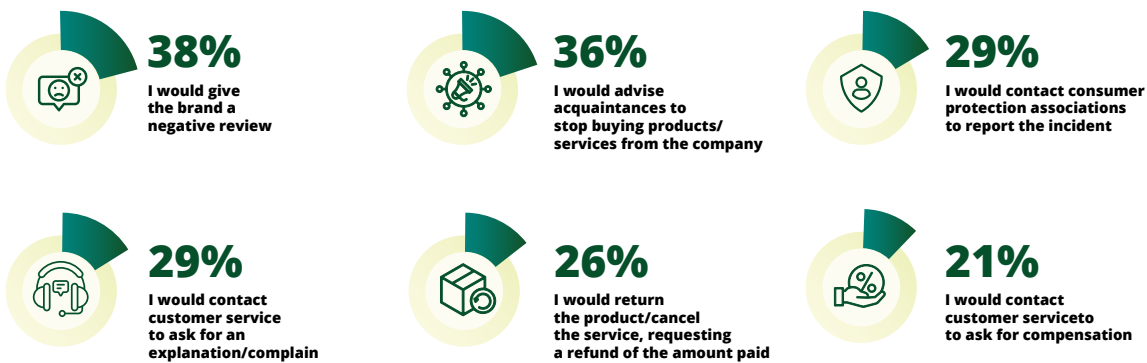 38%
I would give
the brand a
negative review
36%
I would advise
acquaintances to
stop buying products/
services from the company
29%
I would contact consumer
protection associations
to report the incident
29%
I would contact
customer service
to ask for an
explanation/complain
26%
I would return
the product/cancel
the service, requesting
a refund of the amount paid
21%
I would contact
customer serviceto
to ask for compensation